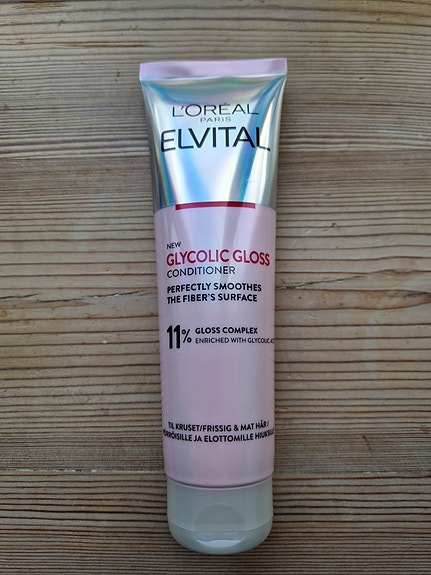 L'ORÉAL
PARIS
ELVITAL
NEW
GLYCOLIC GLOSS
CONDITIONER
PERFECTLY SMOOTHES
THE FIBER'S SURFACE
11% GLOSS COMPLEX
ENRICHED WITH GLYCOLIC
TIL KRUSET/FRISSIG & MAT HÅR /
JA ELOTTOMILLE